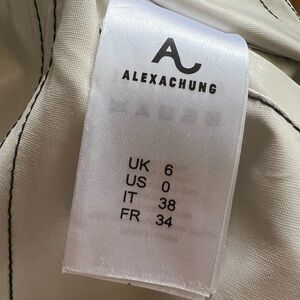 ALEXACHUNG
UK 6
US 0
IT 38
FR 34